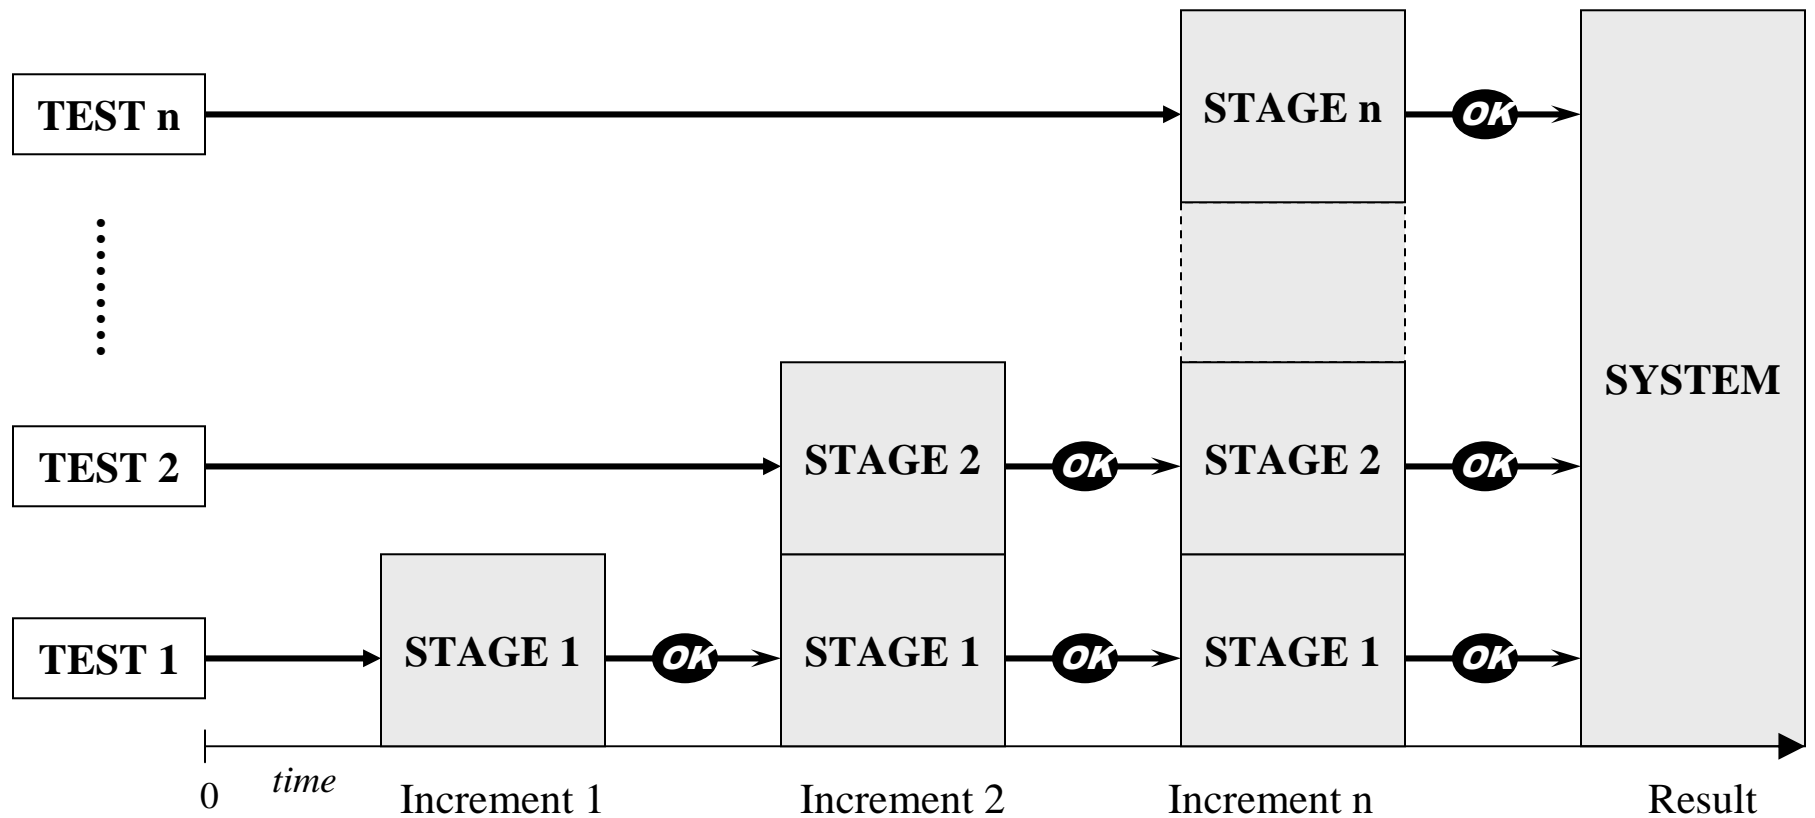 TEST n
STAGE n
OK
SYSTEM
TEST 2
STAGE 2
OK
STAGE 2
OK
TEST 1
STAGE 1
OK
STAGE 1
OK
STAGE 1
OK
0
time
Increment 1
Increment 2
Increment n
Result